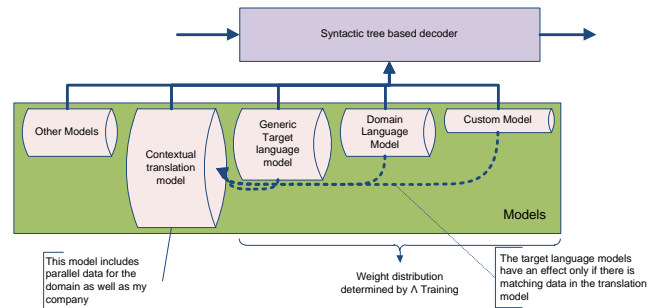 Syntactic tree based decoder
Other Models
Contextual
translation
model
Generic
Target
language
model
Domain
Language
Model
Custom Model
Models
This model includes
parallel data for the
domain as well as my
company
Weight distribution
determined by Λ Training
The target language models
have an effect only if there is
matching data in the translation
model